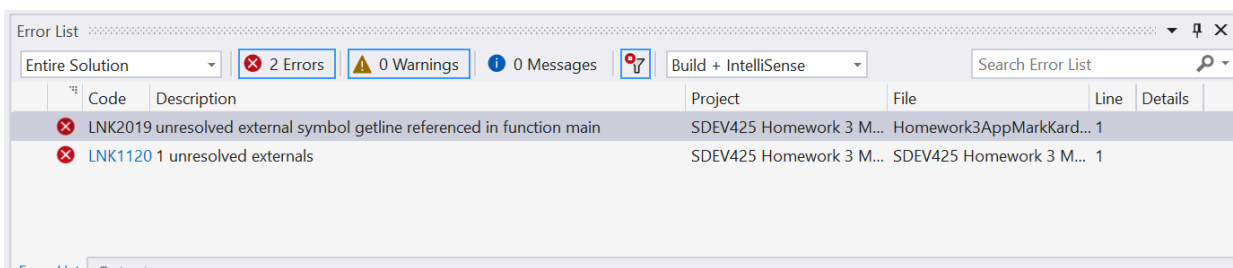 Error List
Entire Solution 2 Errors 0 Warnings 0 Messages Build + IntelliSense Search Error List
Code Description Project File Line Details
LNK2019 unresolved external symbol getline referenced in function main SDEV425 Homework 3 M... Homework3AppMarkKard... 1
LNK1120 1 unresolved externals SDEV425 Homework 3 M... SDEV425 Homework 3 M... 1